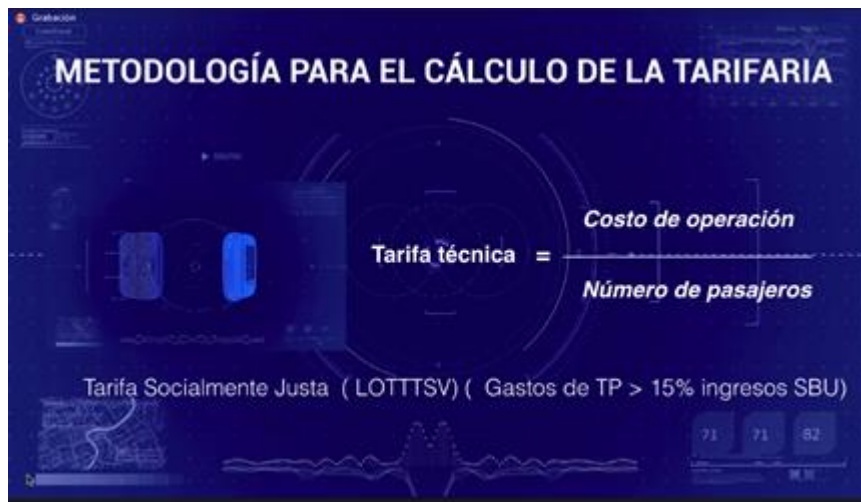 Grabación
METODOLOGÍA PARA EL CÁLCULO DE LA TARIFARIA
Costo de operación
Tarifa técnica =
Número de pasajeros
Tarifa Socialmente Justa ( LOTTTSV) ( Gastos de TP > 15% ingresos SBU)
71 71 82